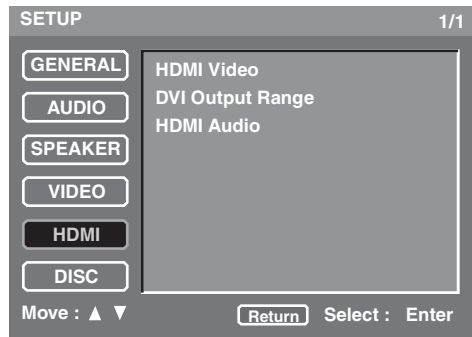 SETUP 1/1
GENERAL
AUDIO
SPEAKER
VIDEO
HDMI
DISC
HDMI Video
DVI Output Range
HDMI Audio
Move : ▲ ▼ Return Select : Enter